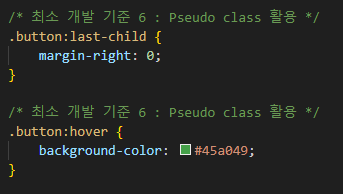 /* 최소 개발 기준 6 : Pseudo class 활용 */
.button:last-child {
    margin-right: 0;
}
/* 최소 개발 기준 6 : Pseudo class 활용 */
.button:hover {
    background-color: #45a049;
}